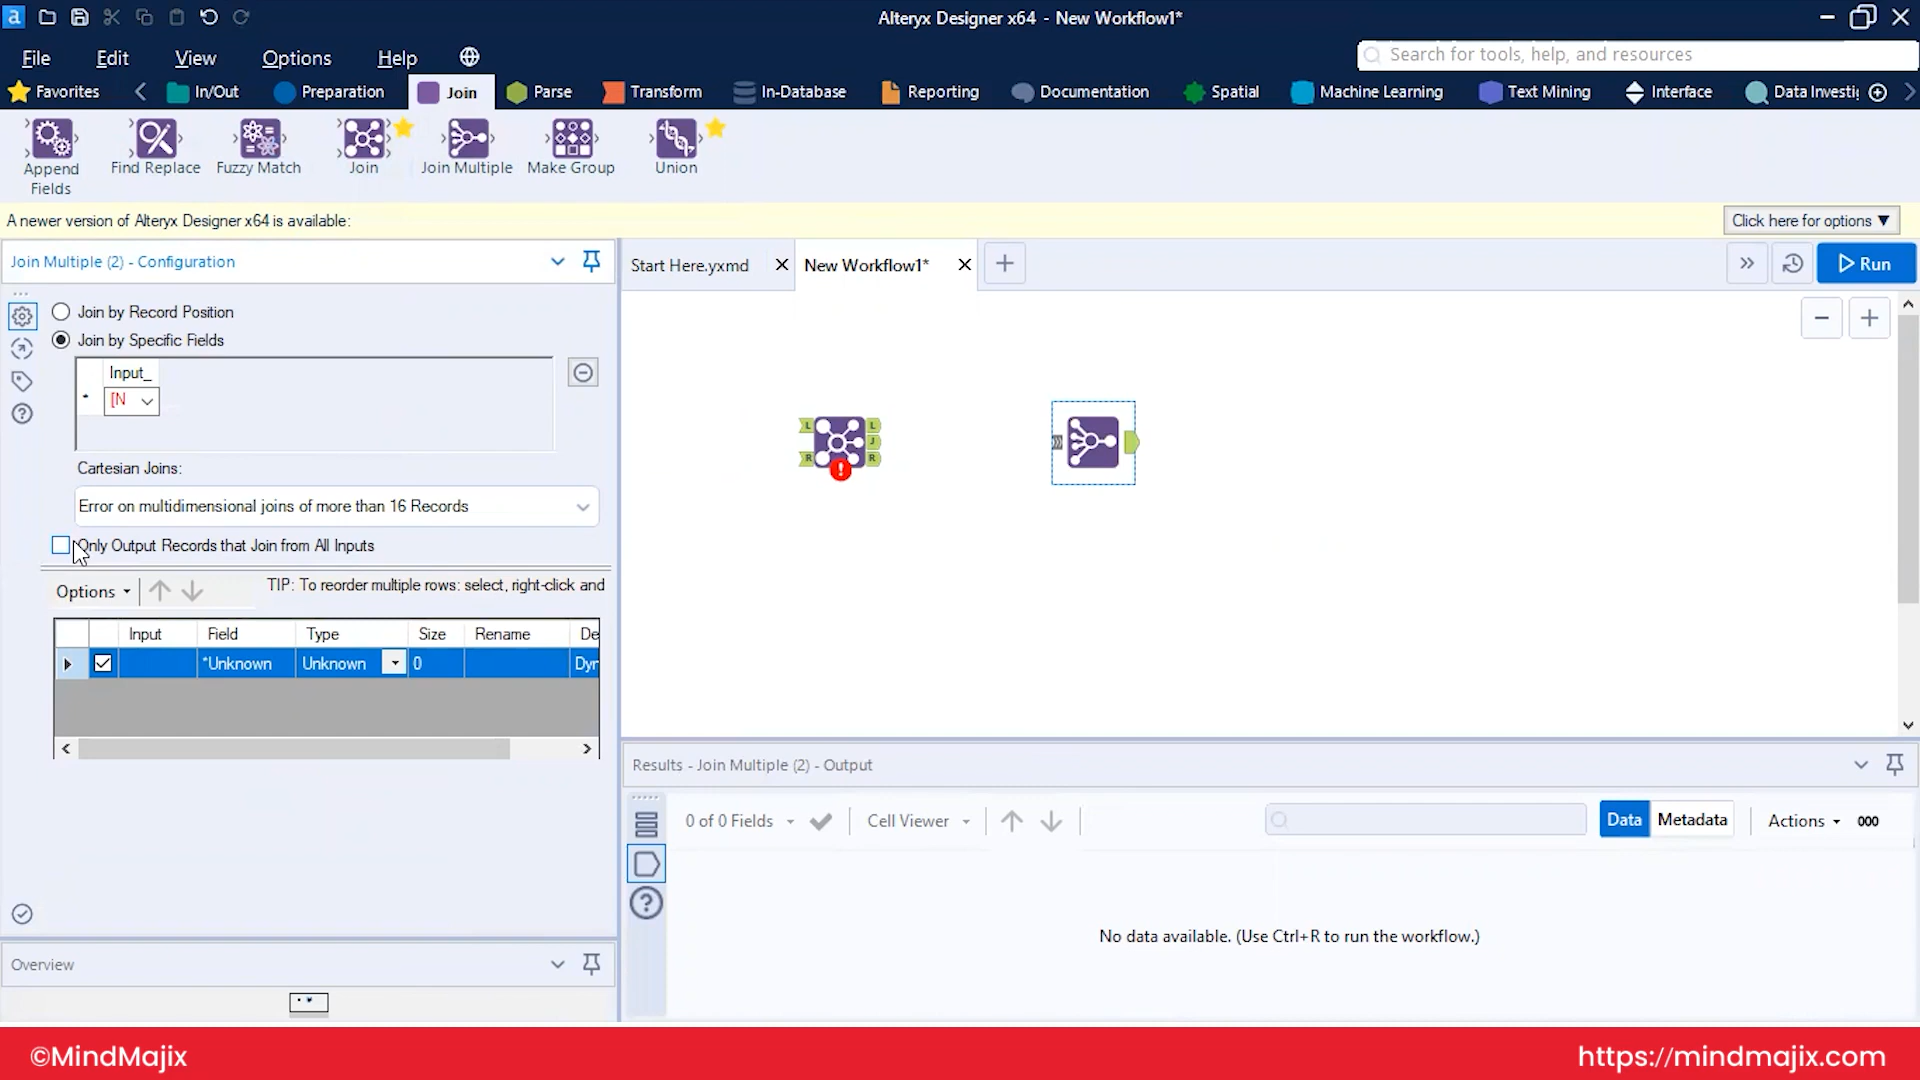 a
Alteryx Designer x64 - New Workflow1*
File Edit View Options Help
Search for tools, help, and resources
Favorites In/Out Preparation Join Parse Transform In-Database Reporting Documentation Spatial Machine Learning Text Mining Interface Data Investi
Append Fields
Find Replace
Fuzzy Match
Join
Join Multiple
Make Group
Union
A newer version of Alteryx Designer x64 is available:
Click here for options ▼
Join Multiple (2) - Configuration
Start Here.yxmd
New Workflow1*
Run
Join by Record Position
Join by Specific Fields
Input_
* [N
L L
J
R R
!
Cartesian Joins:
Error on multidimensional joins of more than 16 Records
Only Output Records that Join from All Inputs
Options
TIP: To reorder multiple rows: select, right-click and
Input Field Type Size Rename De
*Unknown Unknown 0 Dyn
Results - Join Multiple (2) - Output
0 of 0 Fields Cell Viewer Data Metadata Actions 000
No data available. (Use Ctrl+R to run the workflow.)
Overview
©MindMajix
https://mindmajix.com